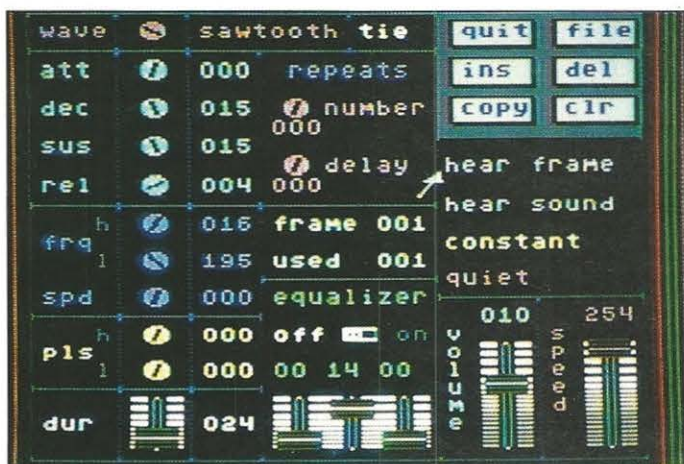 wave sawtooth tie
quit file
att 000 repeats
ins del
dec 015 number
000
copy clr
sus 015
delay
rel 004 000
hear frame
hear sound
frq h 016 frame 001
constant
l 195 used 001
quiet
spd 000 equalizer
010 254
pls h 000 off on
l 000 00 14 00
volume speed
dur 024